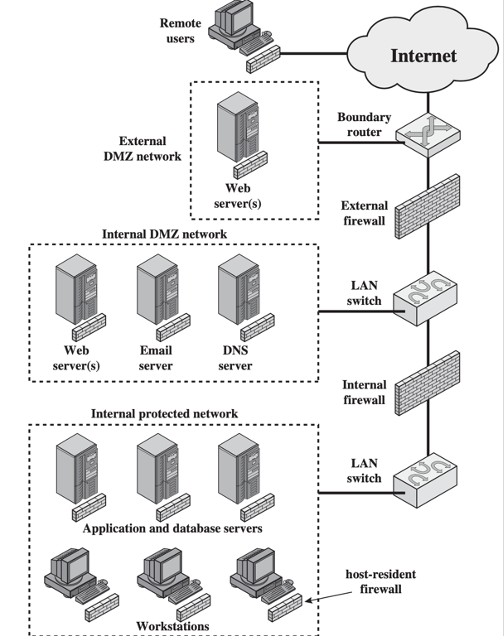 Remote
users
Internet
Boundary
router
External
DMZ network
Web
server(s)
External
firewall
Internal DMZ network
LAN
switch
Web
server(s)
Email
server
DNS
server
Internal
firewall
Internal protected network
LAN
switch
Application and database servers
host-resident
firewall
Workstations